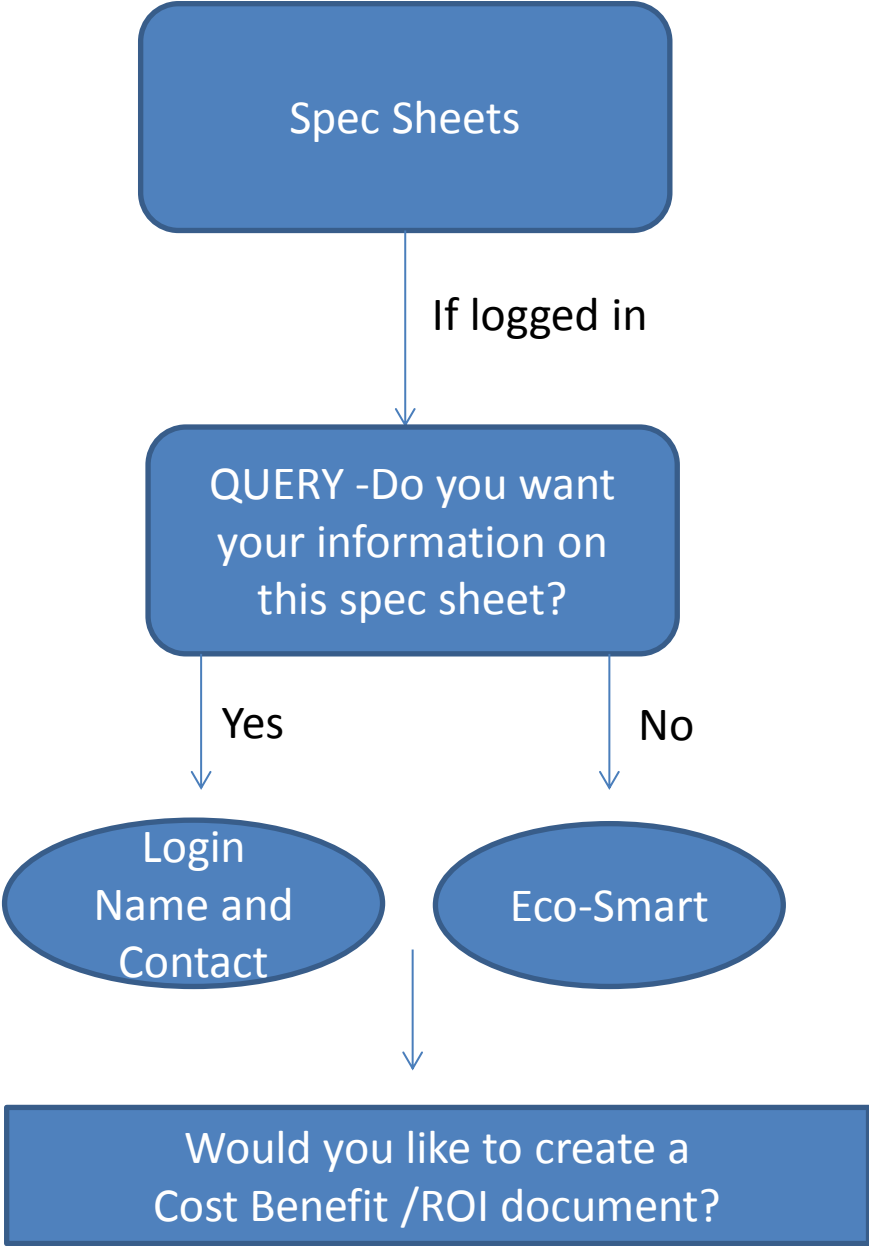 Spec Sheets
If logged in
QUERY -Do you want
your information on
this spec sheet?
Yes
No
Login
Name and
Contact
Eco-Smart
Would you like to create a
Cost Benefit /ROI document?